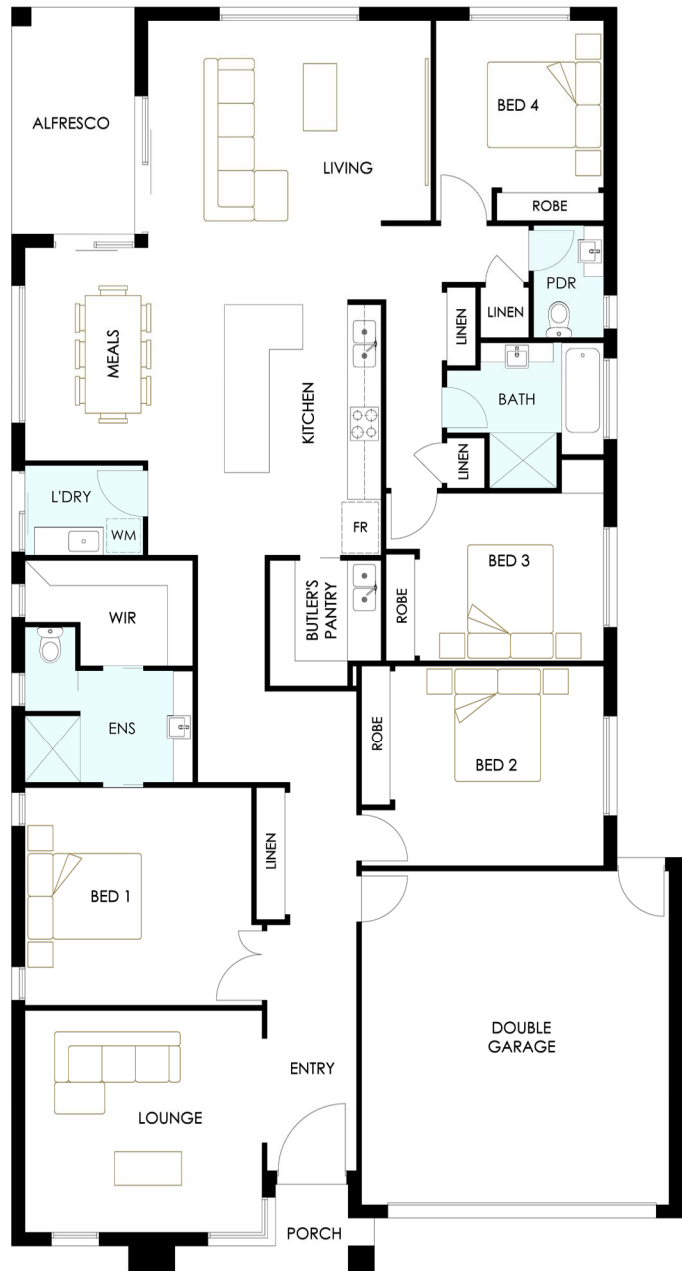 ALFRESCO
LIVING
BED 4
ROBE
PDR
LINEN
LINEN
MEALS
KITCHEN
BATH
LINEN
L'DRY
WM
FR
BED 3
ROBE
BUTLER'S
PANTRY
WIR
ENS
ROBE
BED 2
LINEN
BED 1
DOUBLE
GARAGE
ENTRY
LOUNGE
PORCH